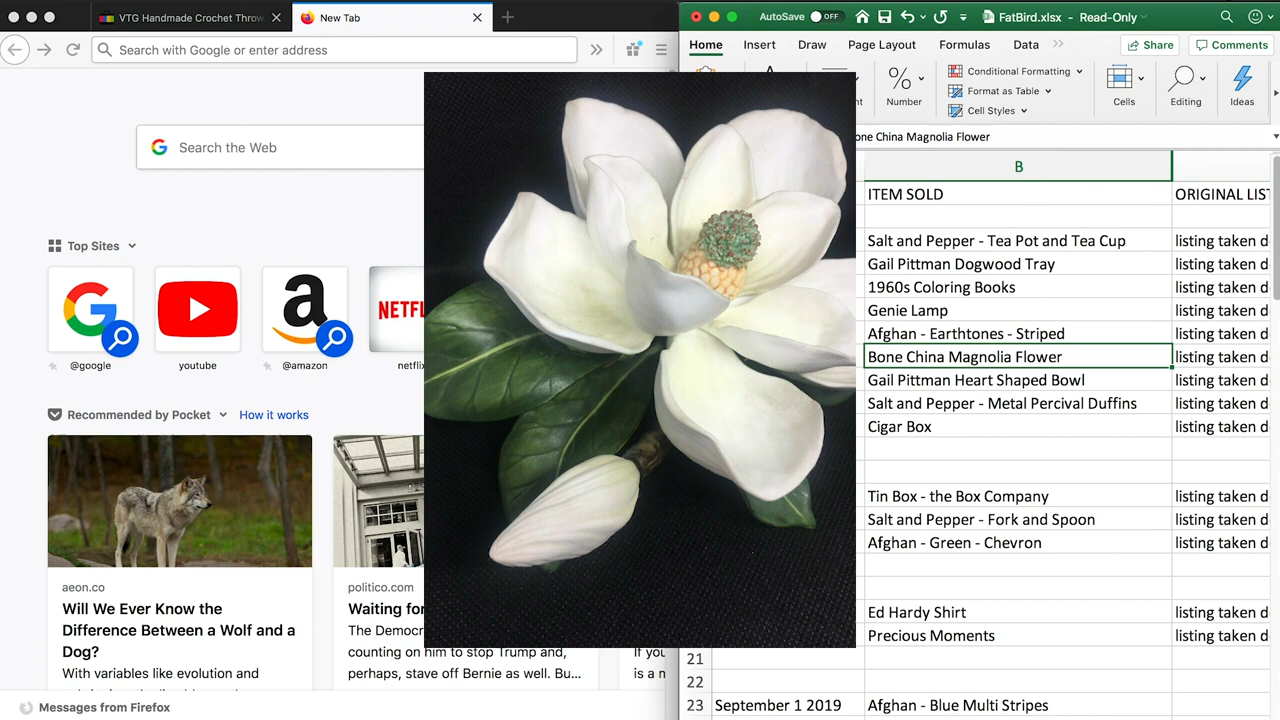 VTG Handmade Crochet Throw
New Tab
Search with Google or enter address
Search the Web
Top Sites
NETF
@google
youtube
@amazon
netfli
Recommended by Pocket
How it works
aeon.co
Will We Ever Know the
Difference Between a Wolf and a
Dog?
With variables like evolution and
politico.com
Waiting for
The Democr
counting on him to stop Trump and,
perhaps, stave off Bernie as well. Bu...
If you
is a m
Messages from Firefox
AutoSave OFF
FatBird.xlsx - Read-Only
Home Insert Draw Page Layout Formulas Data
Share
Comments
Number
Conditional Formatting
Format as Table
Cell Styles
Cells
Editing
Ideas
one China Magnolia Flower
B
ITEM SOLD ORIGINAL LIST
Salt and Pepper - Tea Pot and Tea Cup listing taken d
Gail Pittman Dogwood Tray listing taken d
1960s Coloring Books listing taken d
Genie Lamp listing taken d
Afghan - Earthtones - Striped listing taken d
Bone China Magnolia Flower listing taken d
Gail Pittman Heart Shaped Bowl listing taken d
Salt and Pepper - Metal Percival Duffins listing taken d
Cigar Box listing taken d
Tin Box - the Box Company listing taken d
Salt and Pepper - Fork and Spoon listing taken d
Afghan - Green - Chevron listing taken d
Ed Hardy Shirt listing taken d
Precious Moments listing taken d
21
22
23 September 1 2019 Afghan - Blue Multi Stripes